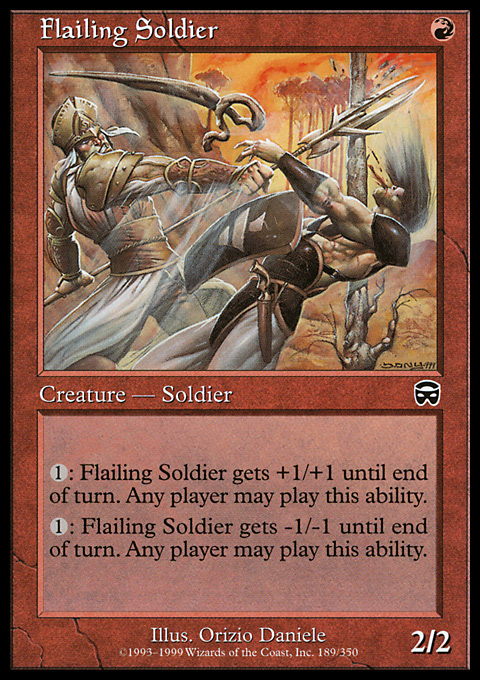 Flailing Soldier
Creature — Soldier
1: Flailing Soldier gets +1/+1 until end
of turn. Any player may play this ability.
1: Flailing Soldier gets -1/-1 until end
of turn. Any player may play this ability.
Illus. Orizio Daniele
©1993-1999 Wizards of the Coast, Inc. 189/350
2/2